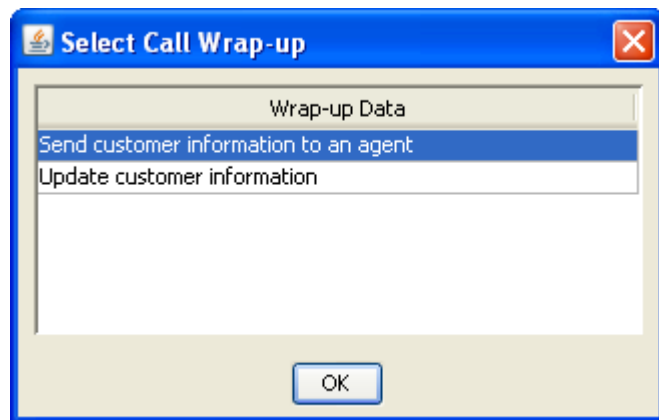 Select Call Wrap-up
Wrap-up Data
Send customer information to an agent
Update customer information
OK